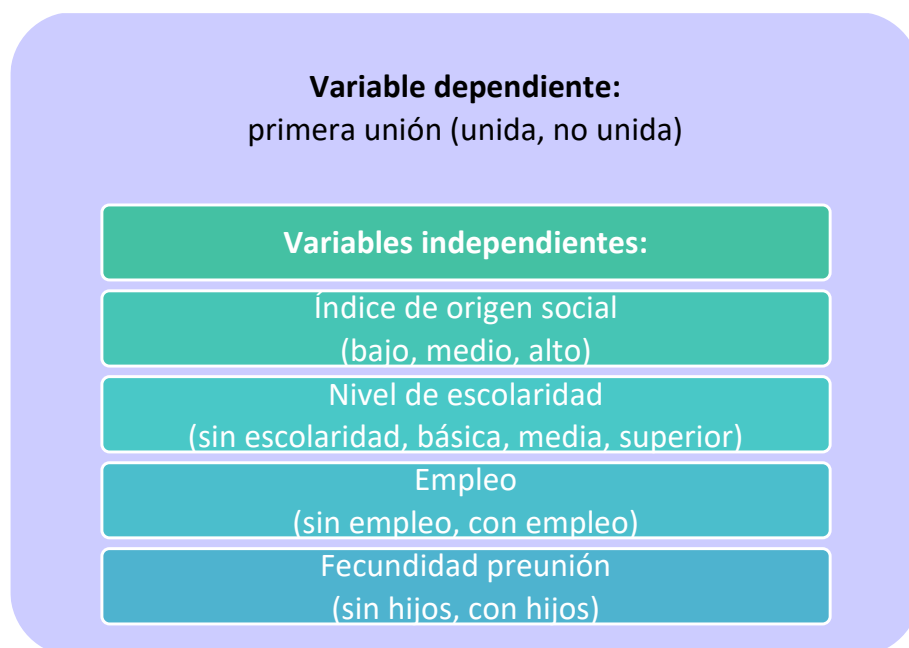 Variable dependiente:
primera unión (unida, no unida)
Variables independientes:
Índice de origen social
(bajo, medio, alto)
Nivel de escolaridad
(sin escolaridad, básica, media, superior)
Empleo
(sin empleo, con empleo)
Fecundidad preunión
(sin hijos, con hijos)